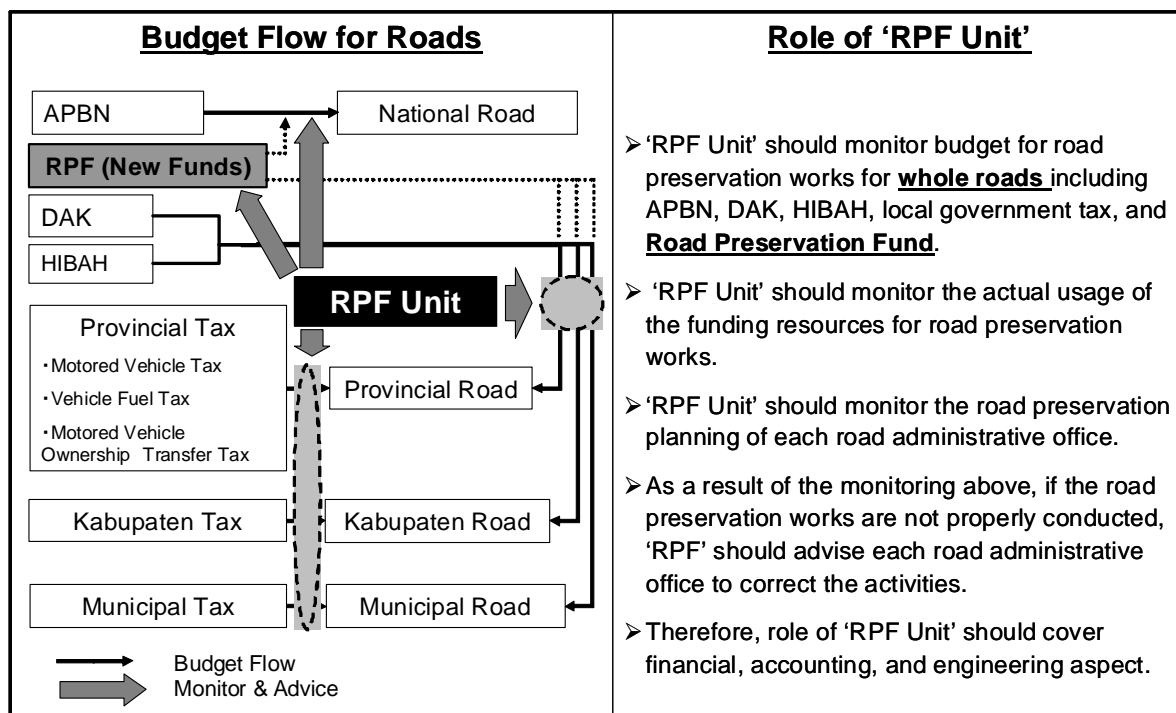 Budget Flow for Roads
APBN
National Road
RPF (New Funds)
DAK
HIBAH
RPF Unit
Provincial Tax
・Motored Vehicle Tax
・Vehicle Fuel Tax
・Motored Vehicle
Ownership Transfer Tax
Provincial Road
Kabupaten Tax
Kabupaten Road
Municipal Tax
Municipal Road
Budget Flow
Monitor & Advice
Role of ‘RPF Unit’
➢ ‘RPF Unit’ should monitor budget for road
preservation works for whole roads including
APBN, DAK, HIBAH, local government tax, and
Road Preservation Fund.
➢ ‘RPF Unit’ should monitor the actual usage of
the funding resources for road preservation
works.
➢ ‘RPF Unit’ should monitor the road preservation
planning of each road administrative office.
➢ As a result of the monitoring above, if the road
preservation works are not properly conducted,
‘RPF’ should advise each road administrative
office to correct the activities.
➢ Therefore, role of ‘RPF Unit’ should cover
financial, accounting, and engineering aspect.